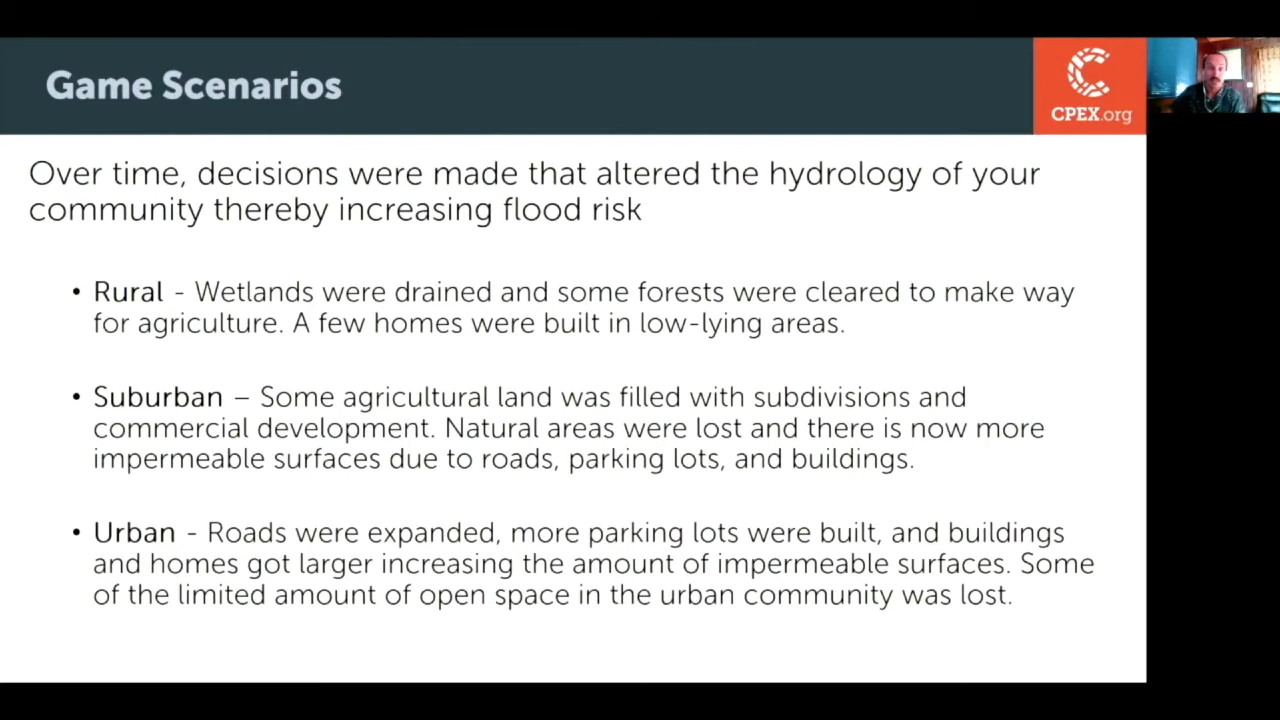 Game Scenarios
CPEX.org
Over time, decisions were made that altered the hydrology of your
community thereby increasing flood risk
• Rural - Wetlands were drained and some forests were cleared to make way
for agriculture. A few homes were built in low-lying areas.
• Suburban – Some agricultural land was filled with subdivisions and
commercial development. Natural areas were lost and there is now more
impermeable surfaces due to roads, parking lots, and buildings.
• Urban - Roads were expanded, more parking lots were built, and buildings
and homes got larger increasing the amount of impermeable surfaces. Some
of the limited amount of open space in the urban community was lost.